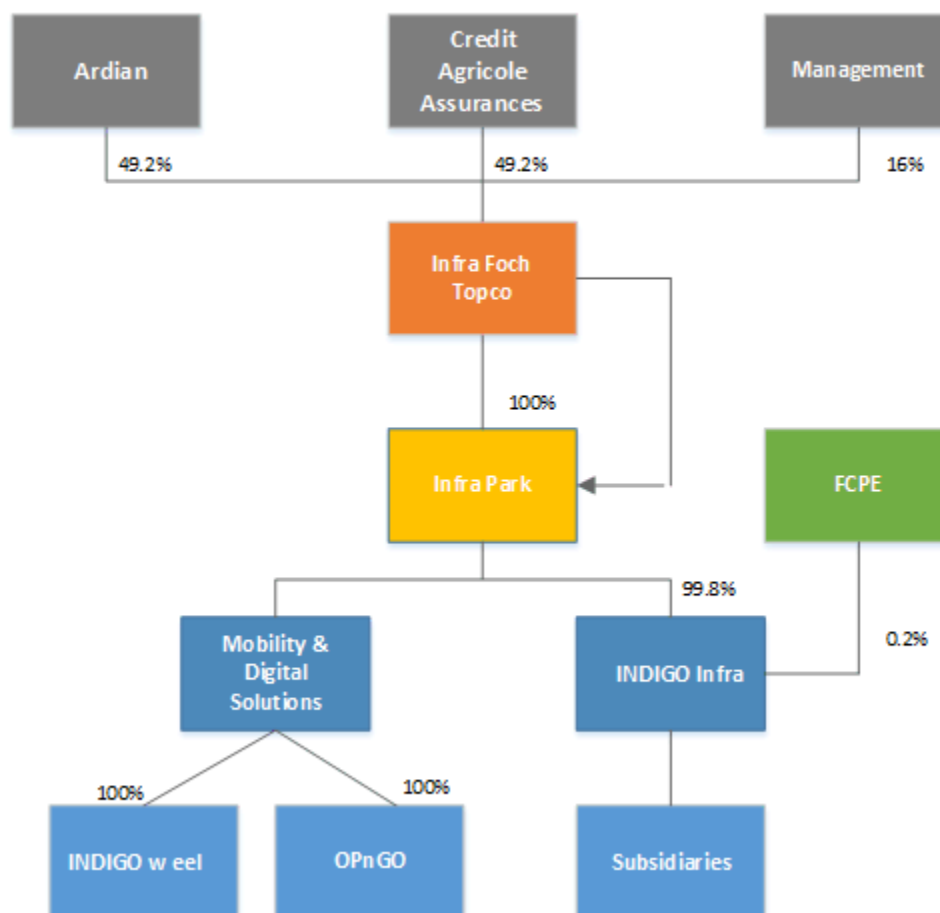 Ardian
Credit
Agricole
Assurances
Management
49.2%
49.2%
16%
Infra Foch
Topco
100%
Infra Park
FCPE
99.8%
0.2%
Mobility &
Digital
Solutions
INDIGO Infra
100%
100%
INDIGO weel
OPnGO
Subsidiaries